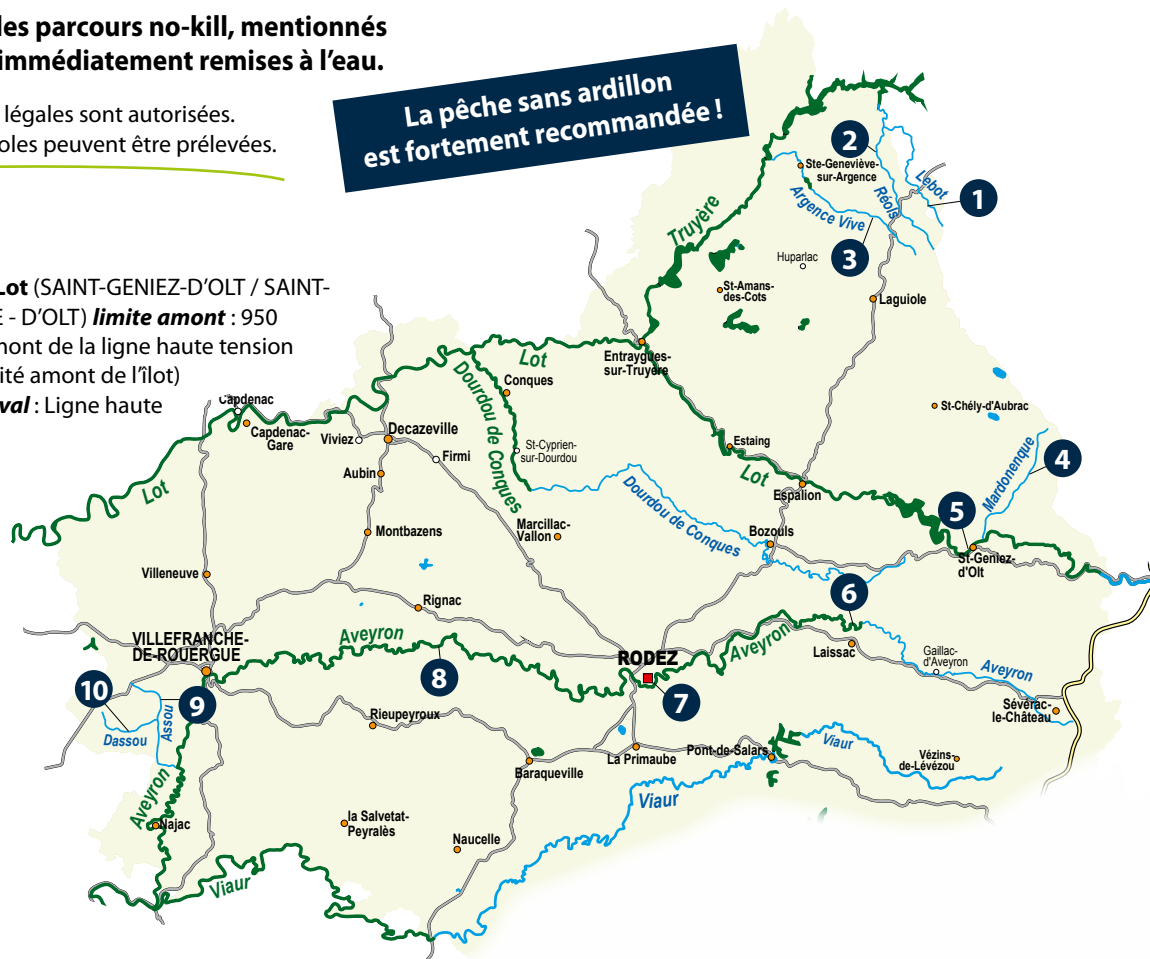 les parcours no-kill, mentionnés
immédiatement remises à l'eau.
légales sont autorisées.
oles peuvent être prélevées.
La pêche sans ardillon
est fortement recommandée !
Lot (SAINT-GENIEZ-D'OLT / SAINT-
E - D'OLT) limite amont : 950
mont de la ligne haute tension
ité amont de l'îlot)
val : Ligne haute
2
Ste-Geneviève-
sur-Argence
Lebot
1
Réols
Argence Vive
3
Truyère
Huparlac
St-Amans-
des-Cots
Laguiole
Entraygues-
sur-Truyère
Lot
Dourdou de Conques
Conques
Capdenac
Capdenac-
Gare
Viviez
Decazeville
Firmi
Aubin
St-Cyprien-
sur-Dourdou
Estaing
St-Chély-d'Aubrac
Mardonenque
4
Lot
Lot
Espalion
5
St-Geniez-
d'Olt
Dourdou de Conques
Marcillac-
Vallon
Bozouls
Montbazens
Villeneuve
Rignac
6
VILLEFRANCHE-
DE-ROUERGUE
Aveyron
8
RODEZ
7
Aveyron
Laissac
Gaillac-
d'Aveyron
Aveyron
Sévérac-
le-Château
10
9
Dassou
Assou
Rieupeyroux
Baraqueville
La Primaube
Pont-de-Salars
Viaur
Vézins-
de-Lévézou
Viaur
Aveyron
Najac
la Salvetat-
Peyralès
Naucelle
Viaur